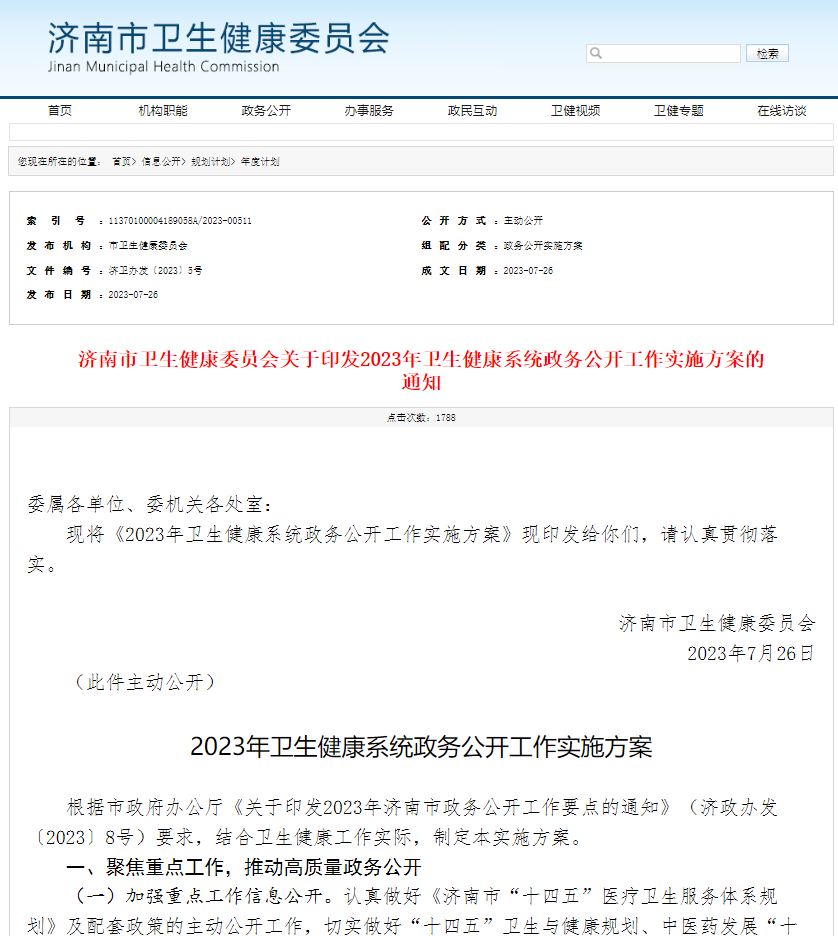 济南市卫生健康委员会
Jinan Municipal Health Commission
检索
首页 机构职能 政务公开 办事服务 政民互动 卫健视频 卫健专题 在线访谈
您现在所在的位置： 首页> 信息公开> 规划计划> 年度计划
索引号：11370100004189058A/2023-00511 公开方式：主动公开
发布机构：市卫生健康委员会 组配分类：政务公开实施方案
文件编号：济卫办发〔2023〕5号 成文日期：2023-07-26
发布日期：2023-07-26
济南市卫生健康委员会关于印发2023年卫生健康系统政务公开工作实施方案的
通知
点击次数：1788
委属各单位、委机关各处室：
现将《2023年卫生健康系统政务公开工作实施方案》现印发给你们，请认真贯彻落
实。
济南市卫生健康委员会
2023年7月26日
（此件主动公开）
2023年卫生健康系统政务公开工作实施方案
根据市政府办公厅《关于印发2023年济南市政务公开工作要点的通知》（济政办发
〔2023〕8号）要求，结合卫生健康工作实际，制定本实施方案。
一、聚焦重点工作，推动高质量政务公开
（一）加强重点工作信息公开。认真做好《济南市“十四五”医疗卫生服务体系规
划》及配套政策的主动公开工作，切实做好“十四五”卫生与健康规划、中医药发展“十